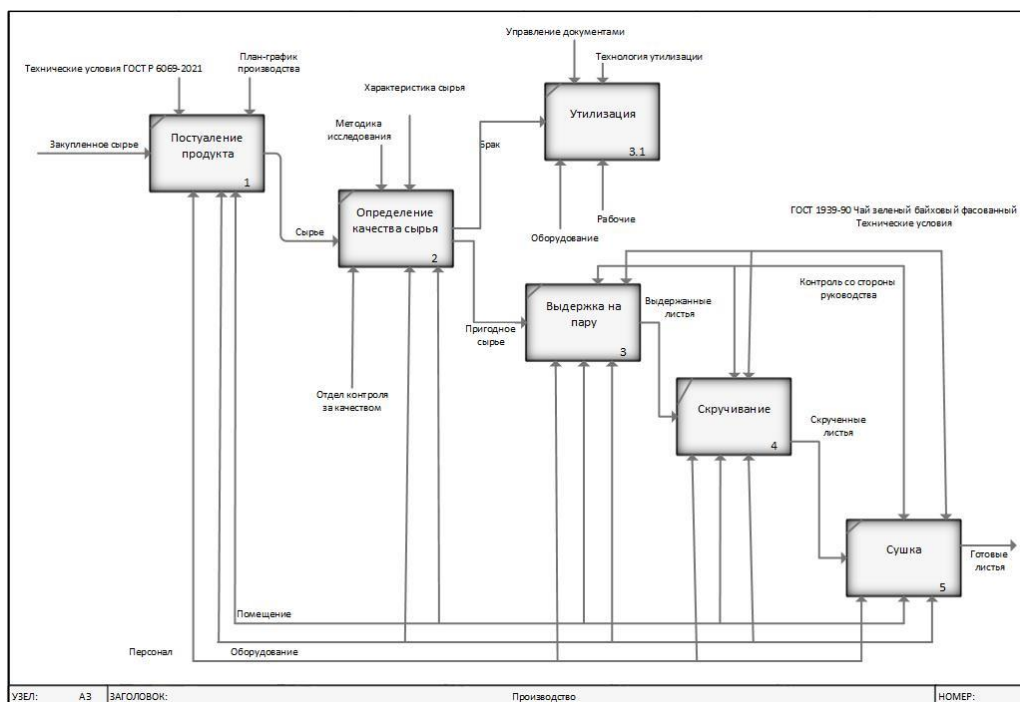 Управление документами
План-график
производства
Технология утилизации
Технические условия ГОСТ Р 6069-2021
Характеристика сырья
Утилизация
3.1
Методика
исследования
Постуаление
продукта
1
Закупленное сырье
Брак
Рабочие
Оборудование
ГОСТ 1939-90 Чай зеленый байховый фасованный
Технические условия
Определение
качества сырья
2
Сырье
Контроль со стороны
руководства
Выдержка на
пару
3
Выдержанные
листья
Пригодное
сырье
Отдел контроля
за качеством
Скручивание
4
Скрученные
листья
Сушка
5
Готовые
листья
Помещение
Персонал
Оборудование
УЗЕЛ: А3 ЗАГОЛОВОК: Производство НОМЕР: